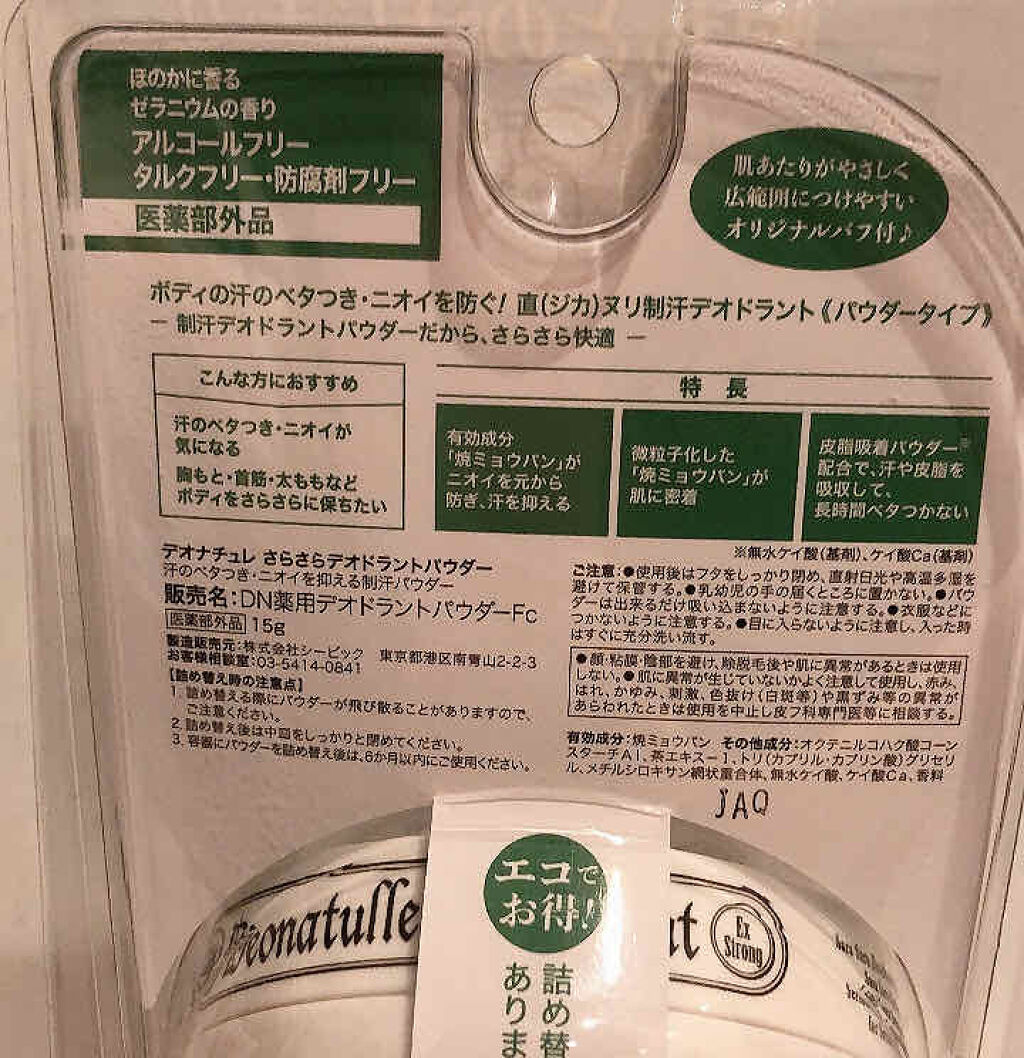 ほのかに香る
ゼラニウムの香り
アルコールフリー
タルクフリー・防腐剤フリー
医薬部外品
肌あたりがやさしく
広範囲につけやすい
オリジナルパフ付♪
ボディの汗のベタつき・ニオイを防ぐ! 直(ジカ)ヌリ制汗デオドラント《パウダータイプ》
― 制汗デオドラントパウダーだから、さらさら快適 ―
こんな方におすすめ
汗のベタつき・ニオイが
気になる
胸もと・首筋・太ももなど
ボディをさらさらに保ちたい
特長
有効成分
「焼ミョウバン」が
ニオイを元から
防ぎ、汗を抑える
微粒子化した
「焼ミョウバン」が
肌に密着
皮脂吸着パウダー※
配合で、汗や皮脂を
吸収して、
長時間ベタつかない
※無水ケイ酸(基剤)、ケイ酸Ca(基剤)
デオナチュレ さらさらデオドラントパウダー
汗のベタつき・ニオイを抑える制汗パウダー
販売名:DN薬用デオドラントパウダーFc
医薬部外品 15g
製造販売元:株式会社シービック 東京都港区南青山2-2-3
お客様相談室:03-5414-0841
【詰め替え時の注意点】
1. 詰め替える際にパウダーが飛び散ることがありますので、
ご注意ください。
2. 詰め替え後は中皿をしっかりと閉めてください。
3. 容器にパウダーを詰め替え後は、6か月以内にご使用ください。
ご注意:●使用後はフタをしっかり閉め、直射日光や高温多湿を
避けて保管する。●乳幼児の手の届くところに置かない。●パウ
ダーは出来るだけ吸い込まないように注意する。●衣服などに
つかないように注意する。●目に入らないように注意し、入った時
はすぐに充分洗い流す。
●顔・粘膜・陰部を避け、除脱毛後や肌に異常があるときは使用
しない。●肌に異常が生じていないかよく注意して使用し、赤み、
はれ、かゆみ、刺激、色抜け(白斑等)や黒ずみ等の異常が
あらわれたときは使用を中止し皮フ科専門医等に相談する。
有効成分:焼ミョウバン その他成分:オクテニルコハク酸コーン
スターチAl、茶エキス-1、トリ(カプリル・カプリン酸)グリセリ
ル、メチルシロキサン網状重合体、無水ケイ酸、ケイ酸Ca、香料
JAQ
エコで
お得!
詰め替
ありま
Deonatulle
nt
Ex
Strong